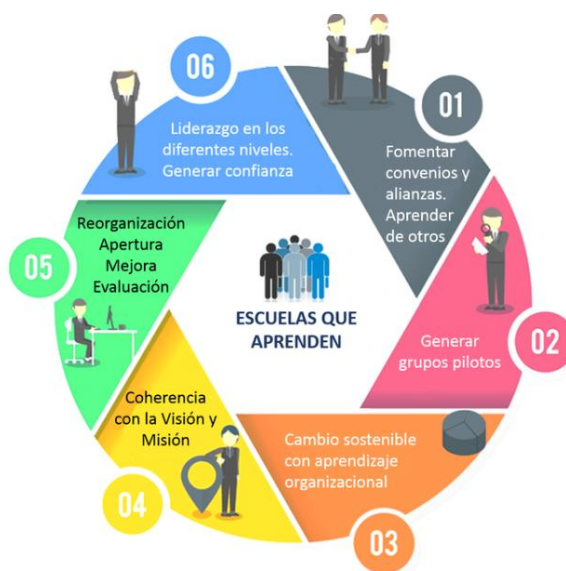 01
Fomentar
convenios y
alianzas.
Aprender
de otros
02
Generar
grupos pilotos
03
Cambio sostenible
con aprendizaje
organizacional
04
Coherencia
con la Visión y
Misión
05
Reorganización
Apertura
Mejora
Evaluación
06
Liderazgo en los
diferentes niveles.
Generar confianza
ESCUELAS QUE
APRENDEN